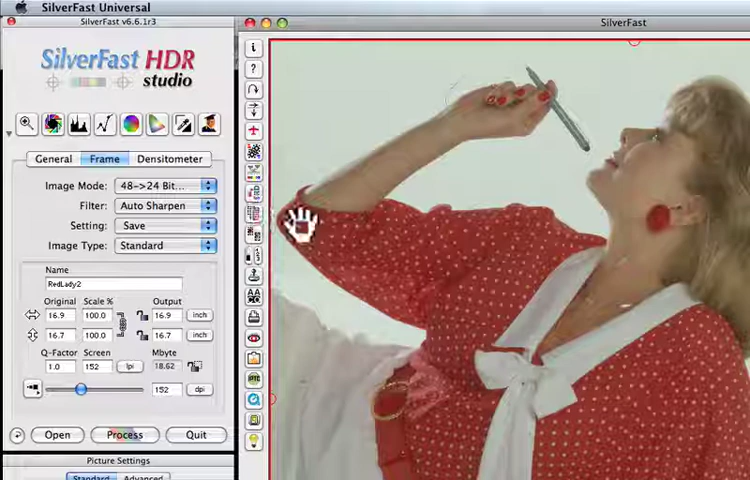 SilverFast Universal
SilverFast v6.6.1r3
SilverFast
SilverFast HDR
studio
General
Frame
Densitometer
Image Mode:
48->24 Bit...
Filter:
Auto Sharpen
Setting:
Save
Image Type:
Standard
Name
RedLady2
Original
Scale %
Output
16.9
100.0
16.9
inch
16.7
100.0
16.7
inch
Q-Factor
Screen
Mbyte
1.0
152
lpi
18.62
152
dpi
Open
Process
Quit
Picture Settings
Standard
Advanced